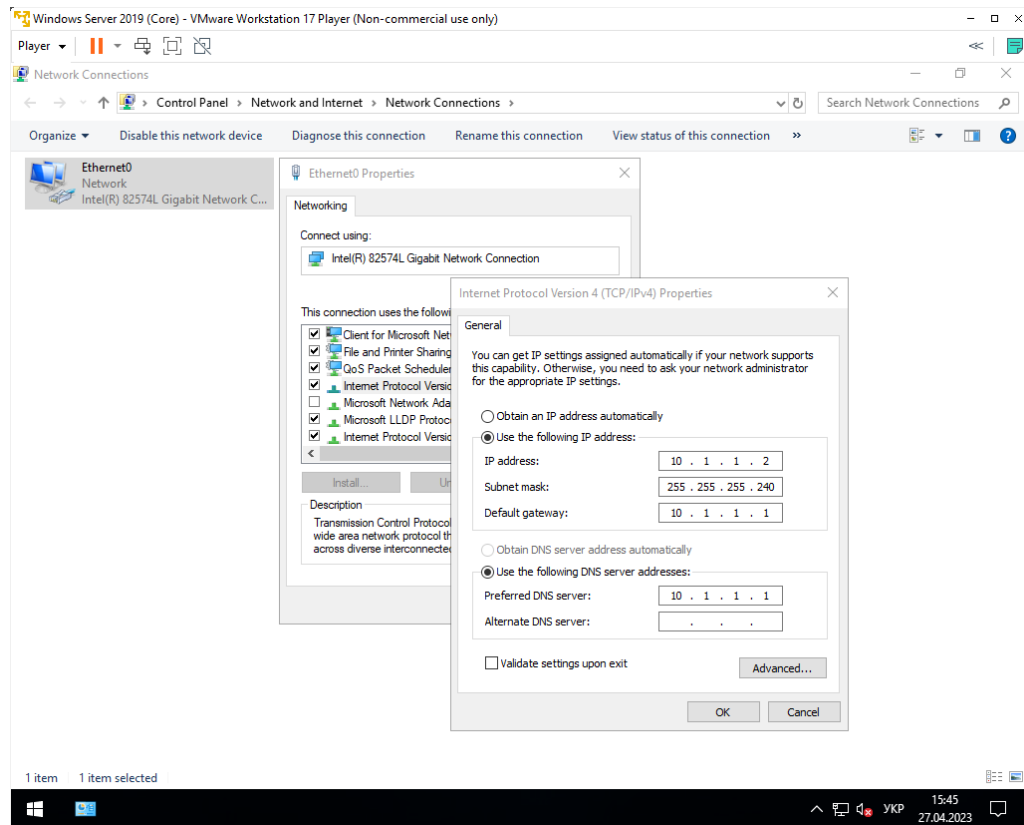 Windows Server 2019 (Core) - VMware Workstation 17 Player (Non-commercial use only)
Player
Network Connections
Control Panel > Network and Internet > Network Connections >
Search Network Connections
Organize
Disable this network device
Diagnose this connection
Rename this connection
View status of this connection
»
Ethernet0
Network
Intel(R) 82574L Gigabit Network C...
Ethernet0 Properties
Networking
Connect using:
Intel(R) 82574L Gigabit Network Connection
This connection uses the followi
Client for Microsoft Net
File and Printer Sharing
QoS Packet Scheduler
Internet Protocol Versic
Microsoft Network Ada
Microsoft LLDP Protoc
Internet Protocol Versic
Install...
Un
Description
Transmission Control Protocol
wide area network protocol th
across diverse interconnected
Internet Protocol Version 4 (TCP/IPv4) Properties
General
You can get IP settings assigned automatically if your network supports
this capability. Otherwise, you need to ask your network administrator
for the appropriate IP settings.
Obtain an IP address automatically
Use the following IP address:
IP address: 10 . 1 . 1 . 2
Subnet mask: 255 . 255 . 255 . 240
Default gateway: 10 . 1 . 1 . 1
Obtain DNS server address automatically
Use the following DNS server addresses:
Preferred DNS server: 10 . 1 . 1 . 1
Alternate DNS server: . . .
Validate settings upon exit
Advanced...
OK
Cancel
1 item
1 item selected
УКР
15:45
27.04.2023